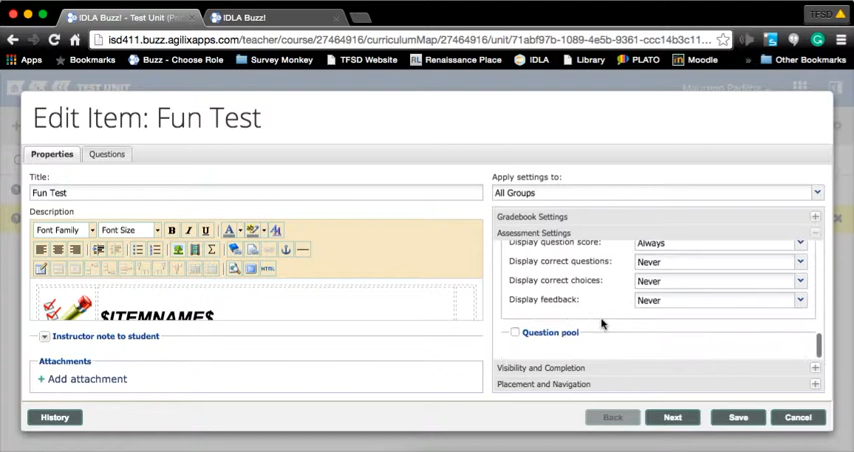 IDLA Buzz! - Test Unit (Pre
IDLA Buzz!
TFSD
isd411.buzz.agilixapps.com/teacher/course/27464916/curriculumMap/27464916/unit/71abf97b-1089-4e5b-9361-ccc14b3c11...
Apps
Bookmarks
Buzz - Choose Role
Survey Monkey
TFSD Website
RL Renaissance Place
IDLA
Library
PLATO
Moodle
Other Bookmarks
TEST UNIT
Edit Item: Fun Test
Properties
Questions
Title:
Fun Test
Description
Font Family
Font Size
B I U
HTML
$ITEMNAME$
Instructor note to student
Attachments
+ Add attachment
Apply settings to:
All Groups
Gradebook Settings
Assessment Settings
Display question score: Always
Display correct questions: Never
Display correct choices: Never
Display feedback: Never
Question pool
Visibility and Completion
Placement and Navigation
History
Back
Next
Save
Cancel